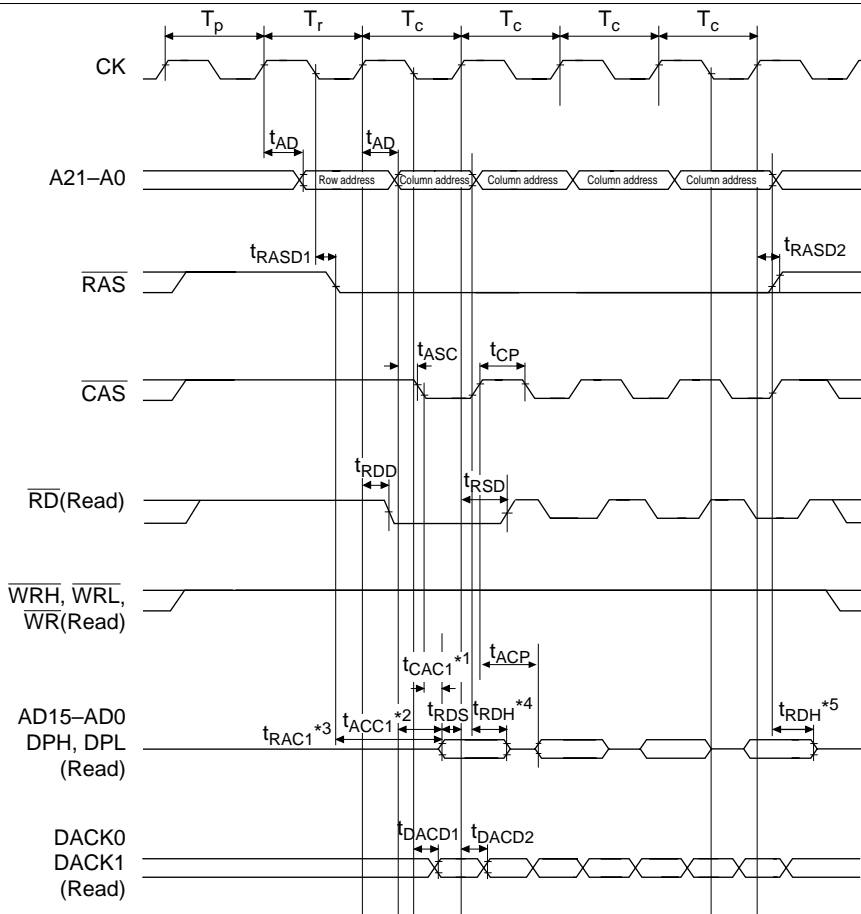 Tp Tr Tc Tc Tc Tc
CK
tAD tAD
A21–A0 Row address Column address Column address Column address Column address
tRASD1 tRASD2
RAS
tASC tCP
CAS
tRDD tRSD
RD(Read)
WRH, WRL,
WR(Read)
tCAC1*1 tACP
AD15–AD0
DPH, DPL
(Read)
tRAC1*3 tACC1*2 tRDS tRDH*4 tRDH*5
DACK0
DACK1
(Read)
tDACD1 tDACD2